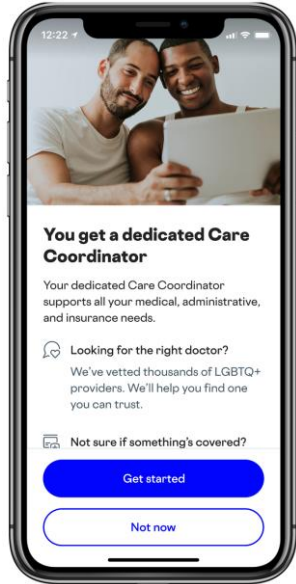 12:22
You get a dedicated Care
Coordinator
Your dedicated Care Coordinator
supports all your medical, administrative,
and insurance needs.
Looking for the right doctor?
We've vetted thousands of LGBTQ+
providers. We'll help you find one
you can trust.
Not sure if something's covered?
Get started
Not now